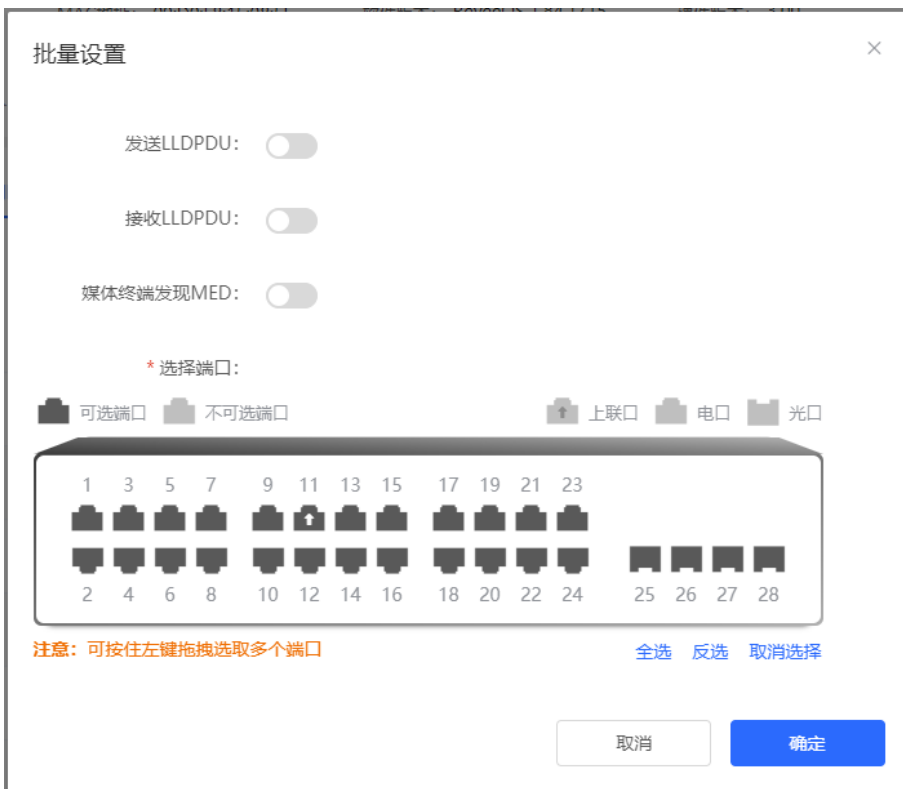 批量设置
发送LLDPDU：
接收LLDPDU：
媒体终端发现MED：
* 选择端口：
可选端口 不可选端口 上联口 电口 光口
1 3 5 7 9 11 13 15 17 19 21 23
2 4 6 8 10 12 14 16 18 20 22 24 25 26 27 28
注意：可按住左键拖拽选取多个端口 全选 反选 取消选择
取消 确定